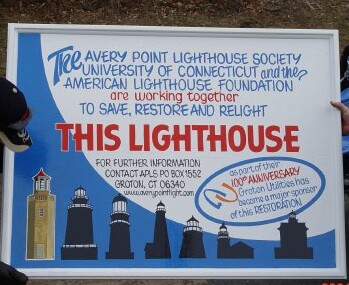 The AVERY POINT LIGHTHOUSE SOCIETY
UNIVERSITY OF CONNECTICUT and the
AMERICAN LIGHTHOUSE FOUNDATION
are working together
TO SAVE, RESTORE AND RELIGHT
THIS LIGHTHOUSE
FOR FURTHER INFORMATION
CONTACT APLS PO BOX 1552
GROTON, CT 06340
www.averypointlight.com
as part of their
100th ANNIVERSARY
Groton Utilities has
become a major sponsor
of this RESTORATION